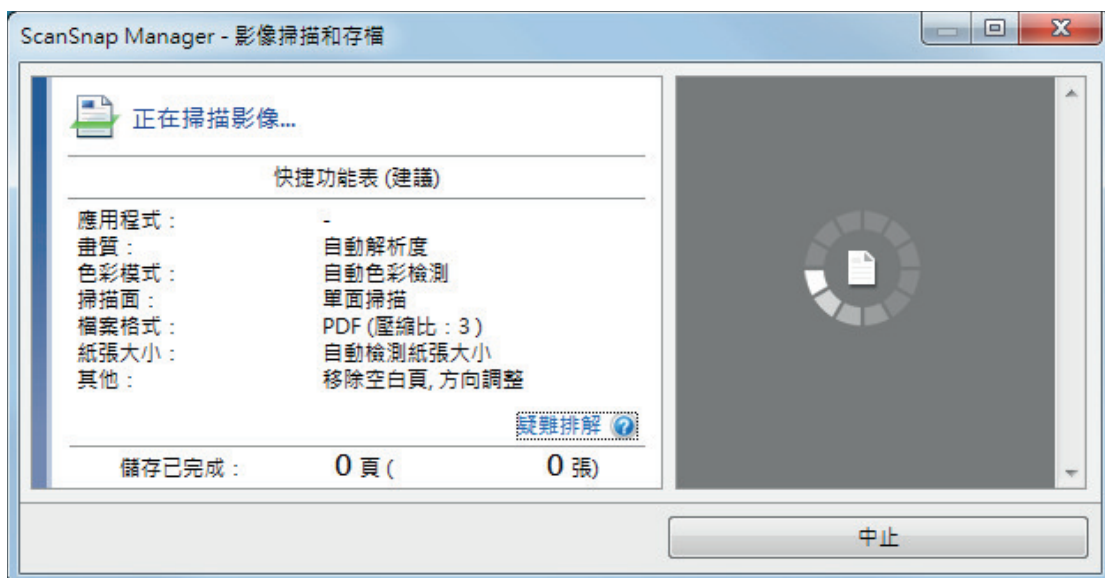 ScanSnap Manager - 影像掃描和存檔
正在掃描影像...
快捷功能表 (建議)
應用程式： -
畫質： 自動解析度
色彩模式： 自動色彩檢測
掃描面： 單面掃描
檔案格式： PDF (壓縮比：3)
紙張大小： 自動檢測紙張大小
其他： 移除空白頁, 方向調整
疑難排解
儲存已完成： 0 頁 ( 0 張)
中止